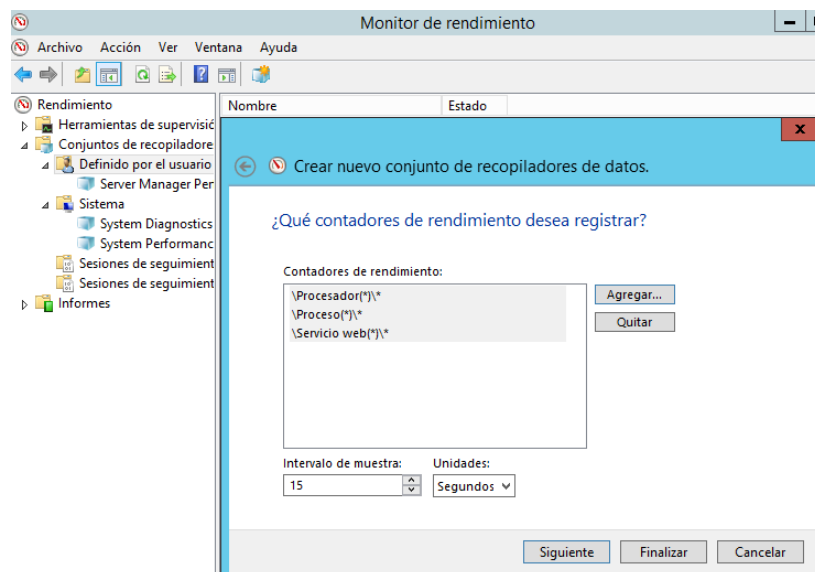 Monitor de rendimiento
Archivo Acción Ver Ventana Ayuda
Rendimiento
Herramientas de supervisió
Conjuntos de recopiladore
Definido por el usuario
Server Manager Per
Sistema
System Diagnostics
System Performanc
Sesiones de seguimient
Sesiones de seguimient
Informes
Nombre Estado
x
Crear nuevo conjunto de recopiladores de datos.
¿Qué contadores de rendimiento desea registrar?
Contadores de rendimiento:
\Procesador(*)\*
\Proceso(*)\*
\Servicio web(*)\*
Agregar...
Quitar
Intervalo de muestra: Unidades:
15 Segundos
Siguiente Finalizar Cancelar